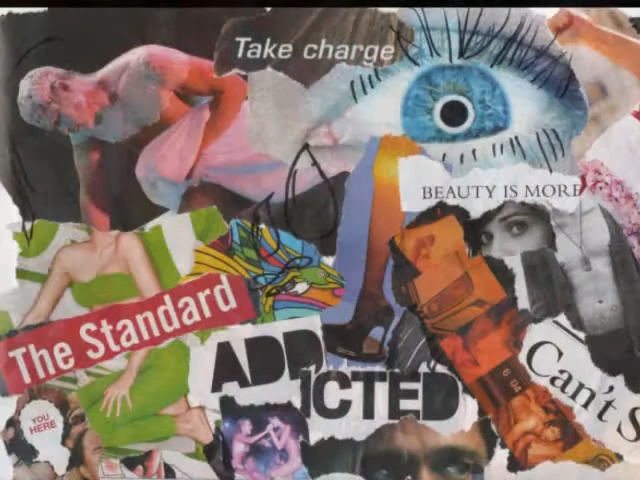 Take charge
BEAUTY IS MORE
The Standard
ADDICTED
Can't S
YOU
HERE